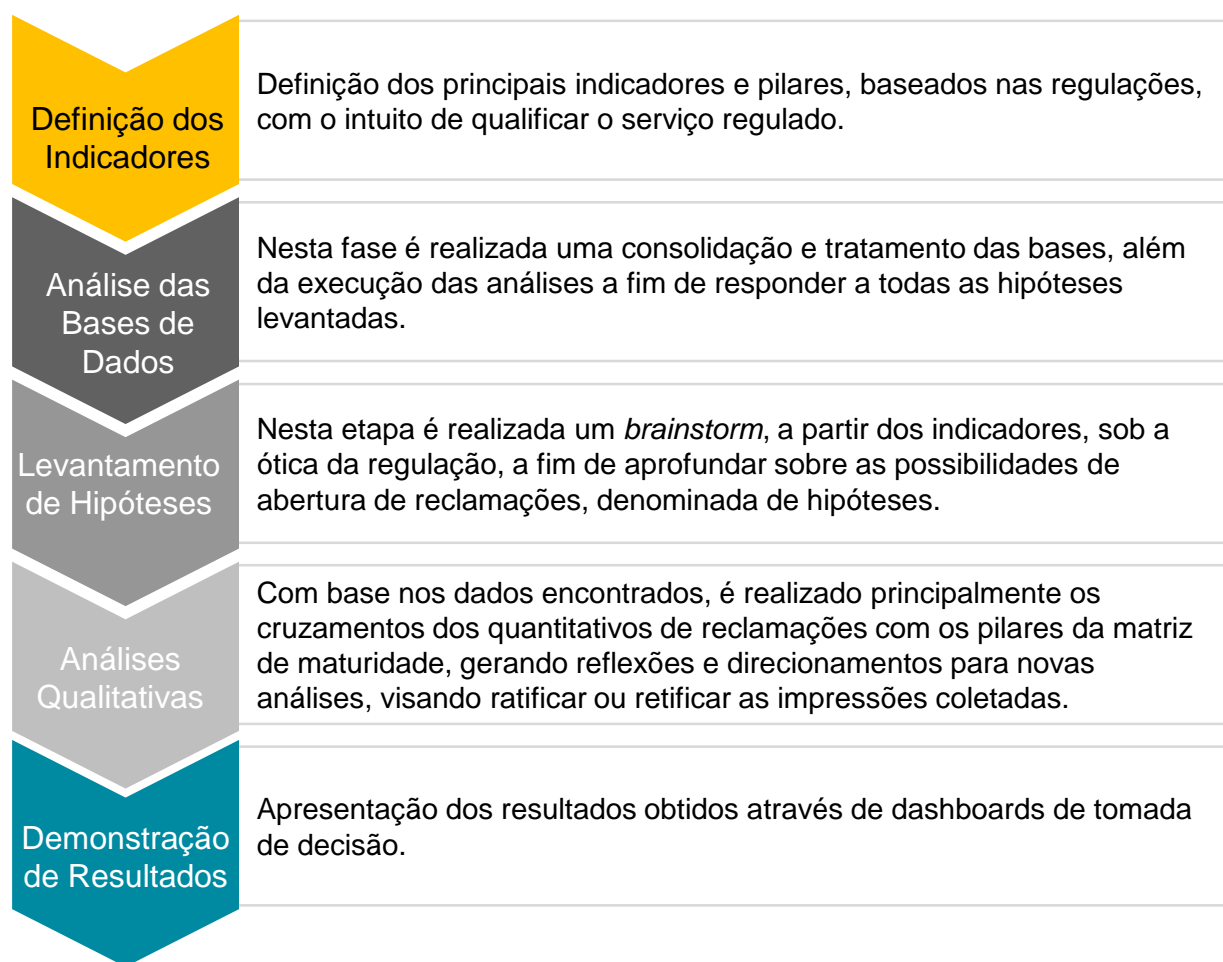 Definição dos
Indicadores
Definição dos principais indicadores e pilares, baseados nas regulações,
com o intuito de qualificar o serviço regulado.
Análise das
Bases de
Dados
Nesta fase é realizada uma consolidação e tratamento das bases, além
da execução das análises a fim de responder a todas as hipóteses
levantadas.
Levantamento
de Hipóteses
Nesta etapa é realizada um brainstorm, a partir dos indicadores, sob a
ótica da regulação, a fim de aprofundar sobre as possibilidades de
abertura de reclamações, denominada de hipóteses.
Análises
Qualitativas
Com base nos dados encontrados, é realizado principalmente os
cruzamentos dos quantitativos de reclamações com os pilares da matriz
de maturidade, gerando reflexões e direcionamentos para novas
análises, visando ratificar ou retificar as impressões coletadas.
Demonstração
de Resultados
Apresentação dos resultados obtidos através de dashboards de tomada
de decisão.